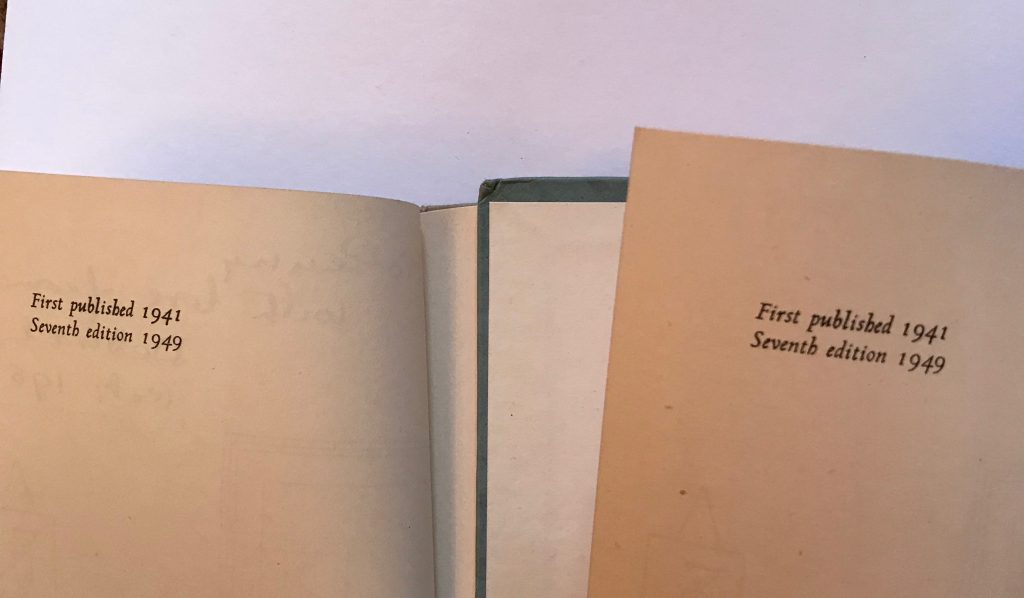 First published 1941
Seventh edition 1949
First published 1941
Seventh edition 1949